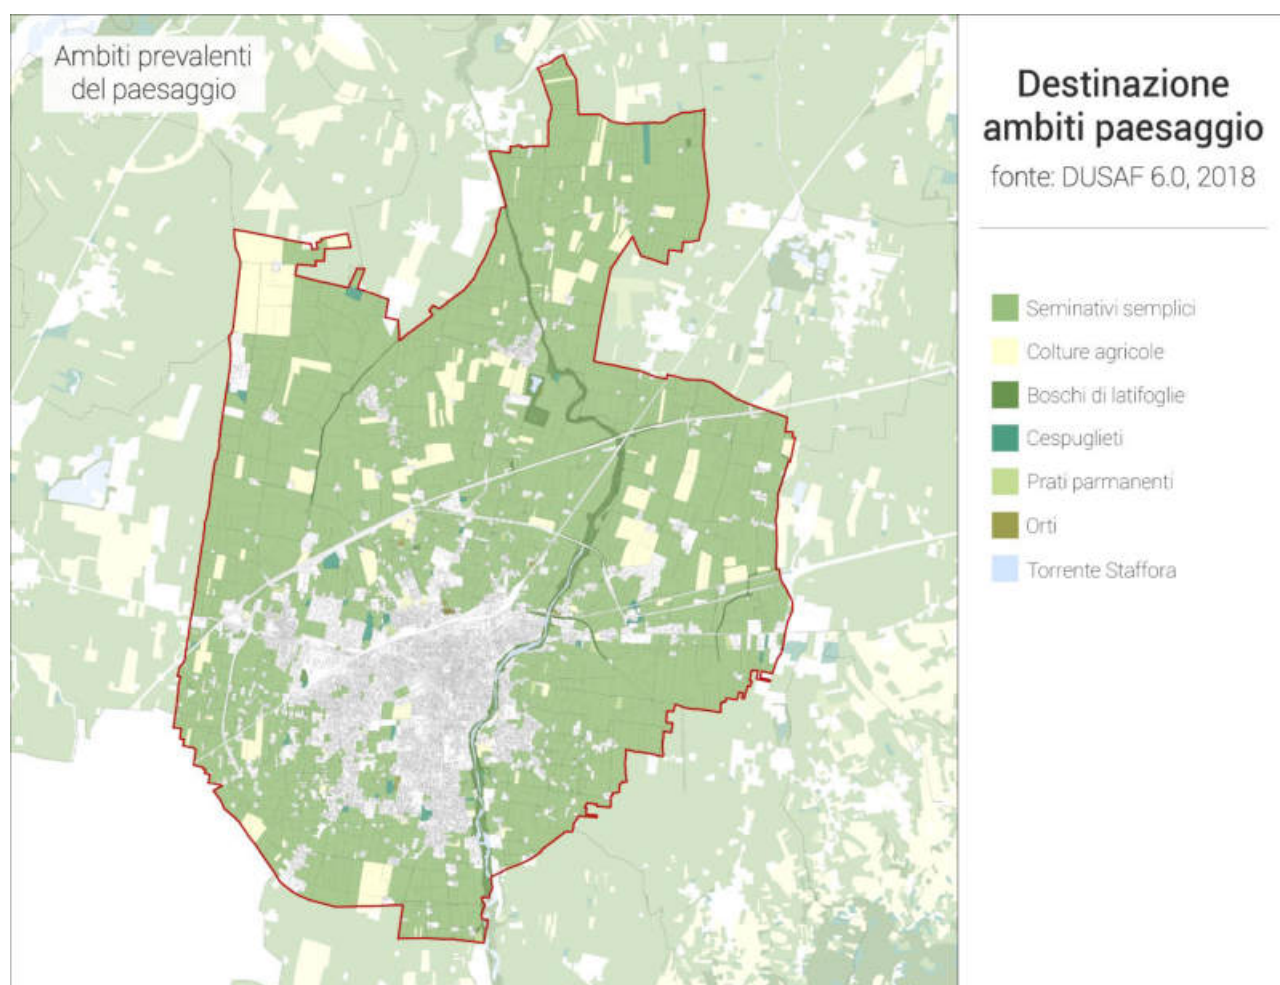 Ambiti prevalenti
del paesaggio
Destinazione
ambiti paesaggio
fonte: DUSAF 6.0, 2018
Seminativi semplici
Colture agricole
Boschi di latifoglie
Cespuglieti
Prati parmanenti
Orti
Torrente Staffora